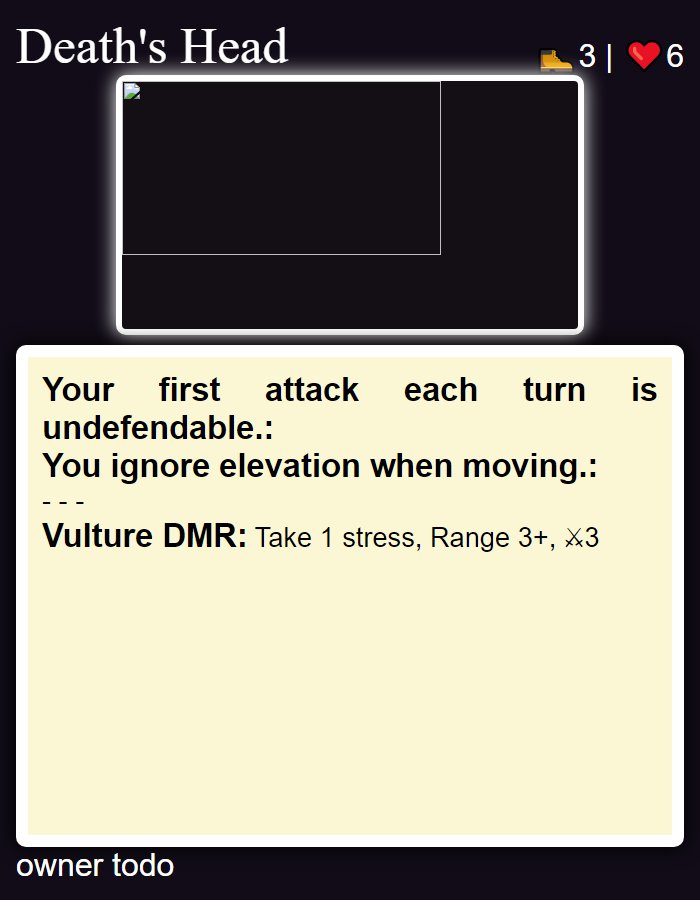 Death's Head
🥾3 | ❤️6
Your first attack each turn is
undefendable.:
You ignore elevation when moving.:
- - -
Vulture DMR: Take 1 stress, Range 3+, ⚔3
owner todo